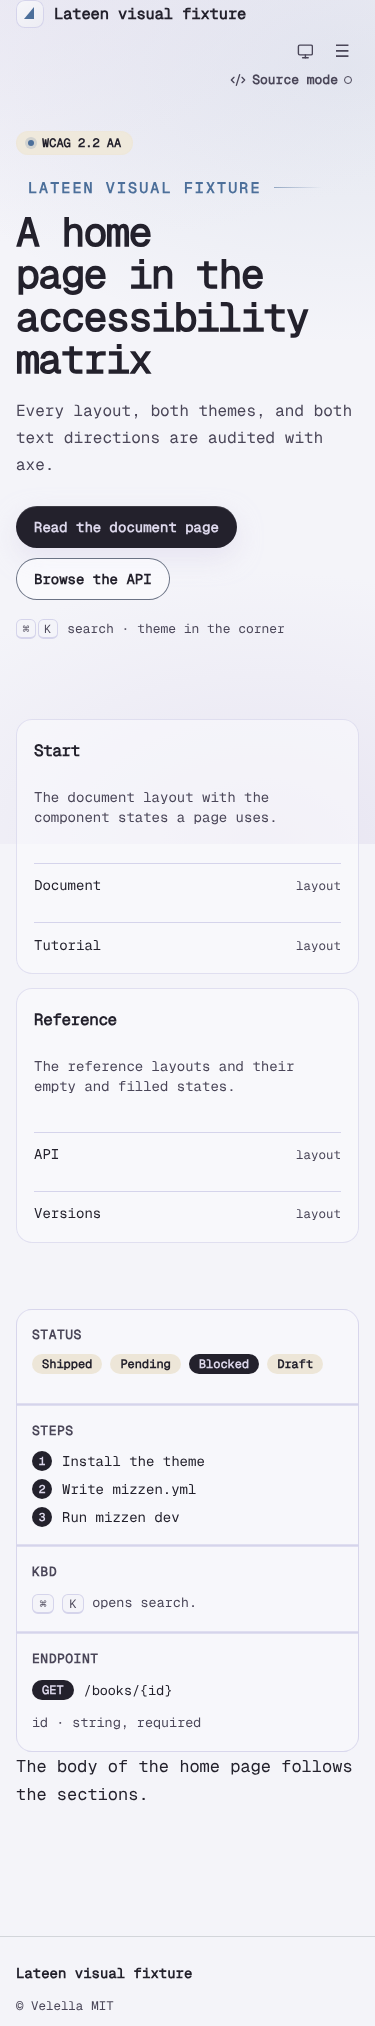 Lateen visual fixture
</> Source mode
WCAG 2.2 AA
LATEEN VISUAL FIXTURE
A home
page in the
accessibility
matrix
Every layout, both themes, and both
text directions are audited with
axe.
Read the document page
Browse the API
⌘ K search · theme in the corner
Start
The document layout with the
component states a page uses.
Document layout
Tutorial layout
Reference
The reference layouts and their
empty and filled states.
API layout
Versions layout
STATUS
Shipped Pending Blocked Draft
STEPS
1 Install the theme
2 Write mizzen.yml
3 Run mizzen dev
KBD
⌘ K opens search.
ENDPOINT
GET /books/{id}
id · string, required
The body of the home page follows
the sections.
Lateen visual fixture
© Velella MIT